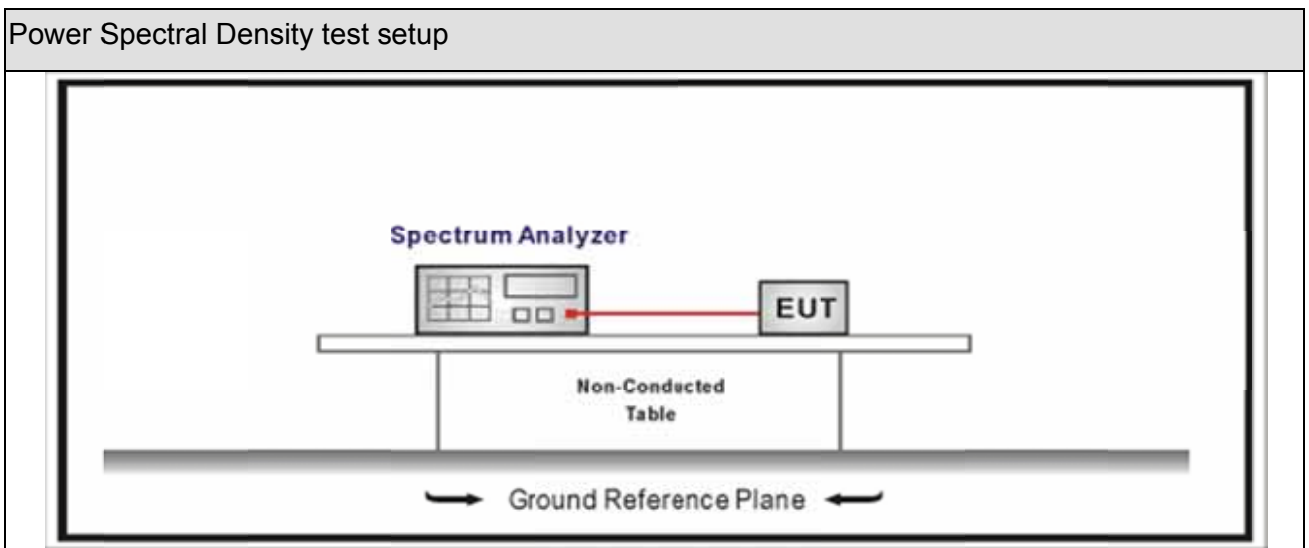 Power Spectral Density test setup
Spectrum Analyzer
EUT
Non-Conducted
Table
Ground Reference Plane